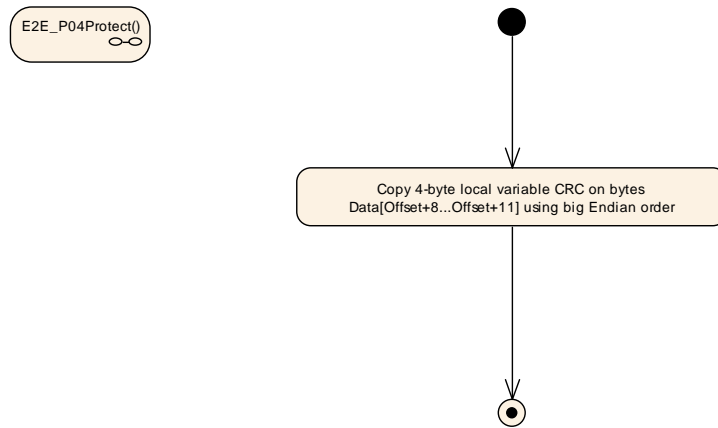 E2E_P04Protect()
Copy 4-byte local variable CRC on bytes
Data[Offset+8...Offset+11] using big Endian order